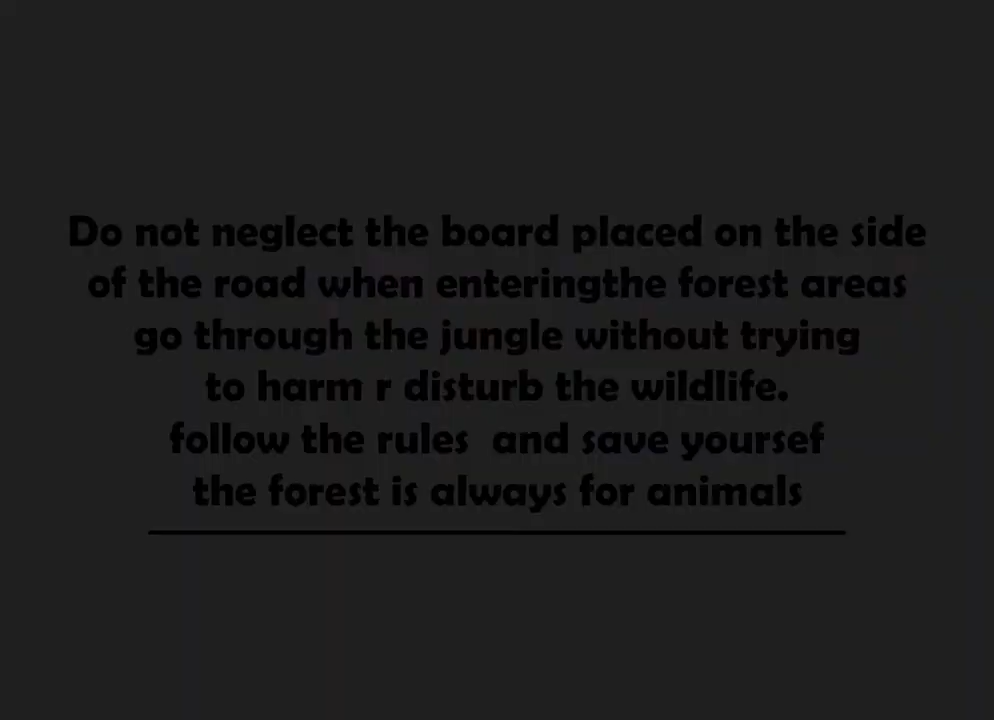 Do not neglect the board placed on the side
of the road when enteringthe forest areas
go through the jungle without trying
to harm r disturb the wildlife.
follow the rules  and save yoursef
the forest is always for animals